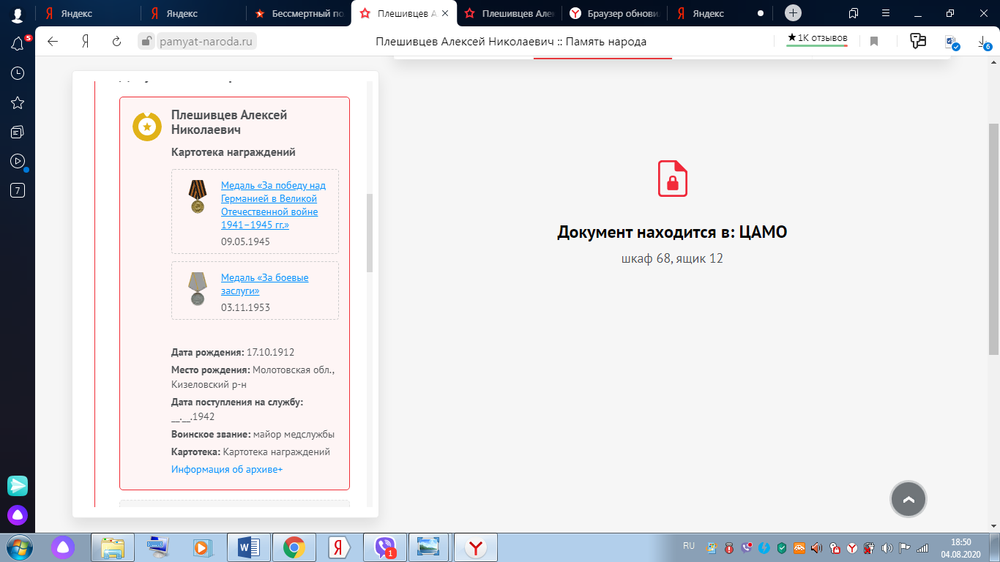 Яндекс
Яндекс
Бессмертный по
Плешивцев А
Плешивцев Але
Браузер обнови
Яндекс
5
pamyat-naroda.ru
Плешивцев Алексей Николаевич :: Память народа
★1К отзывов
6
7
Плешивцев Алексей
Николаевич
Картотека награждений
Медаль «За победу над
Германией в Великой
Отечественной войне
1941–1945 гг.»
09.05.1945
Медаль «За боевые
заслуги»
03.11.1953
Дата рождения: 17.10.1912
Место рождения: Молотовская обл.,
Кизеловский р-н
Дата поступления на службу:
__.__.1942
Воинское звание: майор медслужбы
Картотека: Картотека награждений
Информация об архиве+
Документ находится в: ЦАМО
шкаф 68, ящик 12
1
RU
18:50
04.08.2020